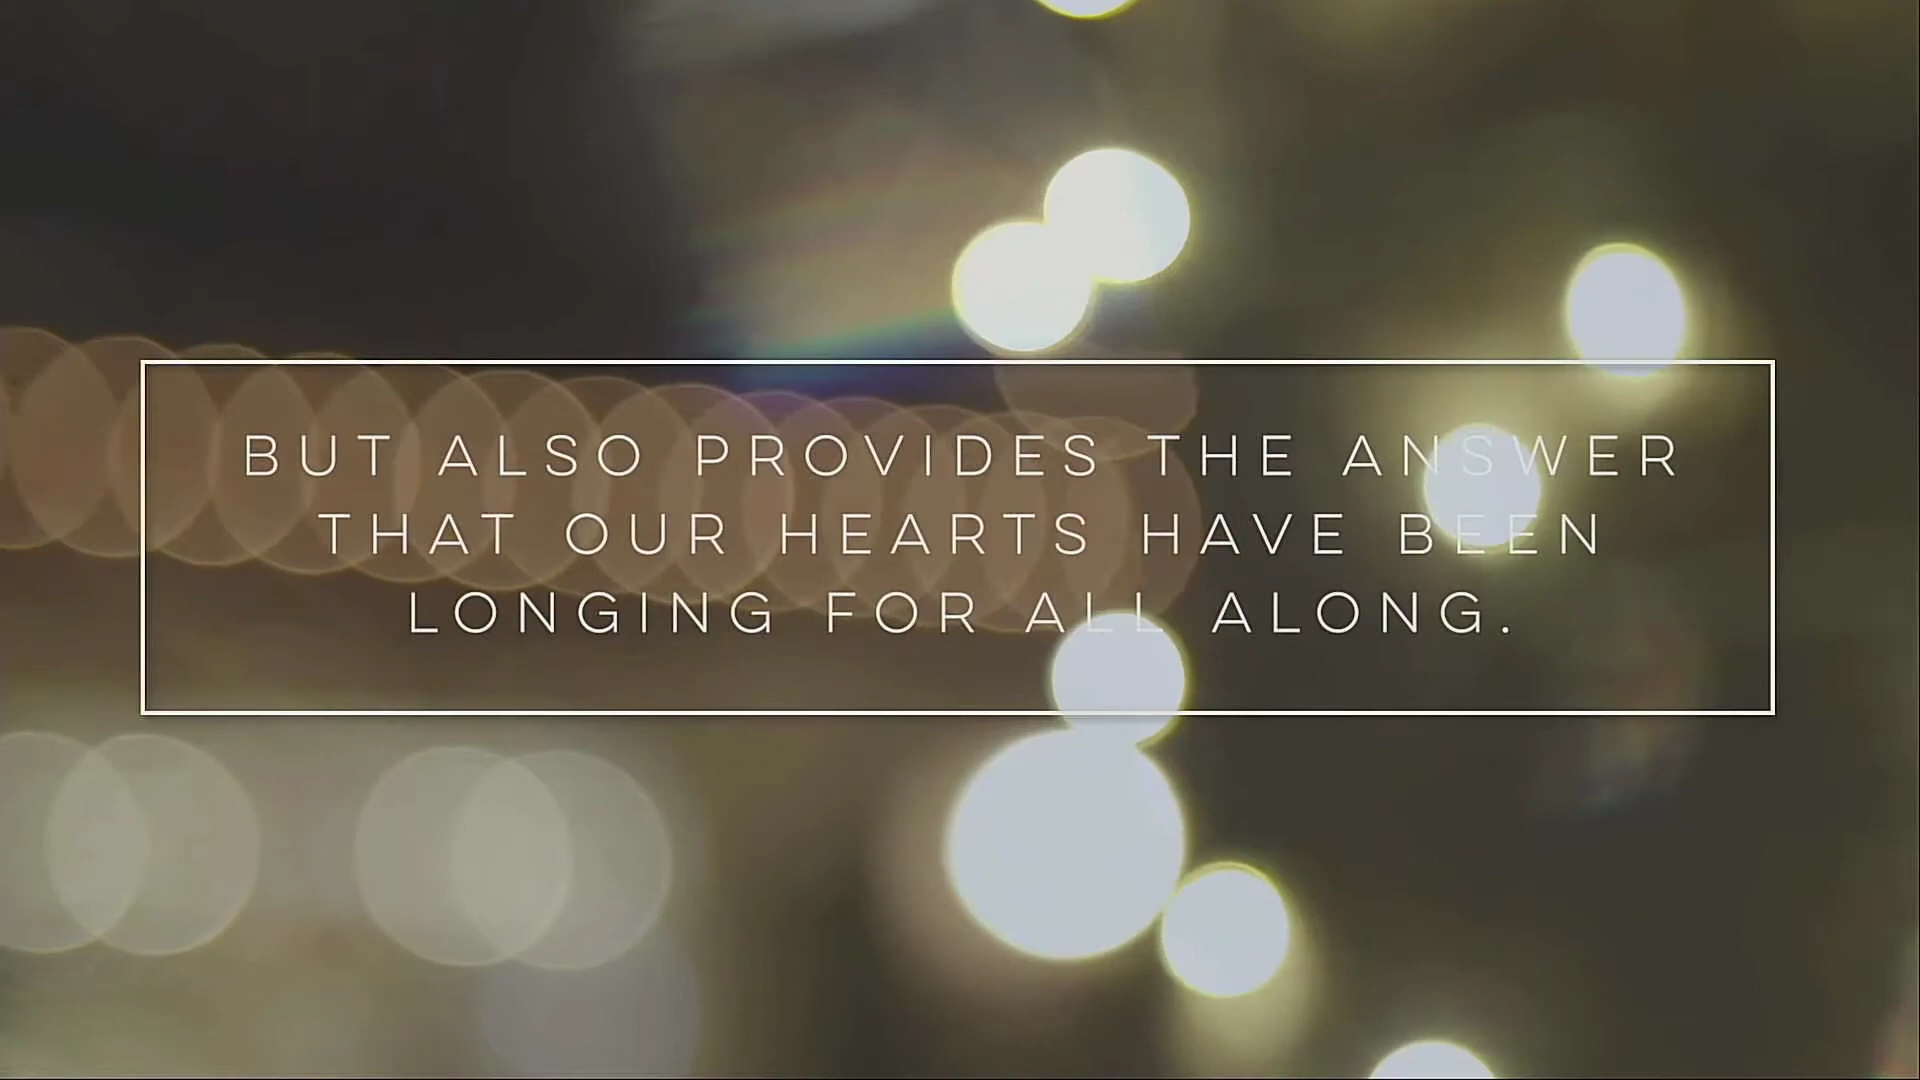 BUT ALSO PROVIDES THE ANSWER
THAT OUR HEARTS HAVE BEEN
LONGING FOR ALL ALONG.